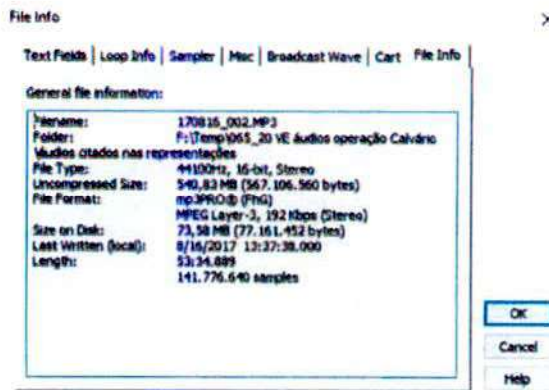 File Info
Text Fields | Loop Info | Sampler | Misc | Broadcast Wave | Cart File Info
General file information:
Filename: 170816_002.MP3
Folder: F:\Temp\065_20 VE áudios operação Calvário
\áudios citados nas representações
File Type: 44100Hz, 16-bit, Stereo
Uncompressed Size: 540,83 MB (567.106.560 bytes)
File Format: mp3PRO® (FhG)
MPEG Layer-3, 192 Kbps (Stereo)
Size on Disk: 73,58 MB (77.161.452 bytes)
Last Written (local): 8/16/2017 13:37:38.000
Length: 53:34.889
141.776.640 samples
OK
Cancel
Help